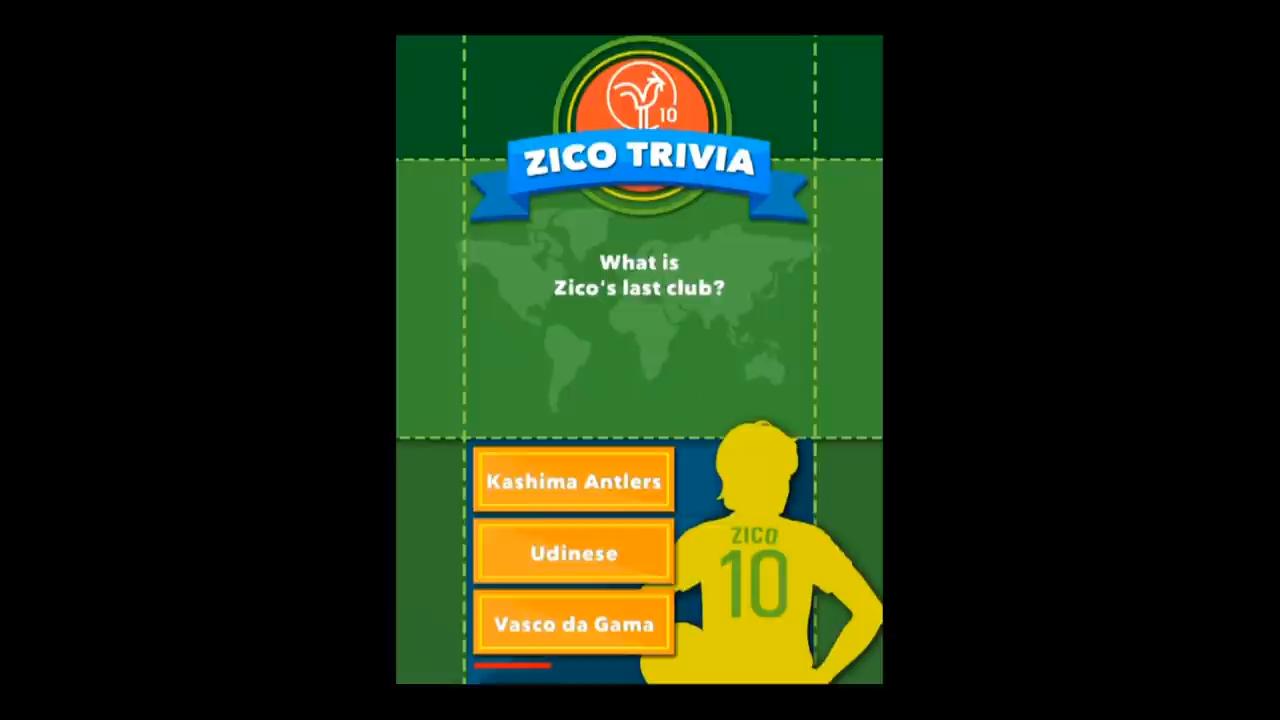 10
ZICO TRIVIA
What is
Zico's last club?
Kashima Antlers
Udinese
Vasco da Gama
ZICO
10